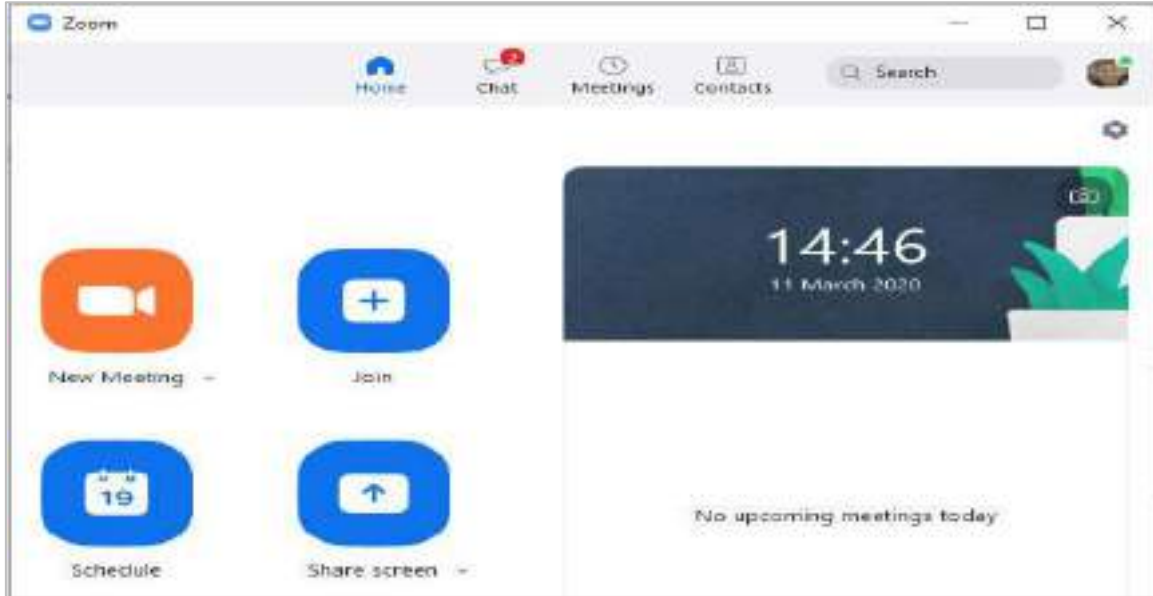 Zoom
Home Chat 2 Meetings Contacts Search
14:46
11 March 2020
New Meeting Join
19
Schedule Share screen
No upcoming meetings today